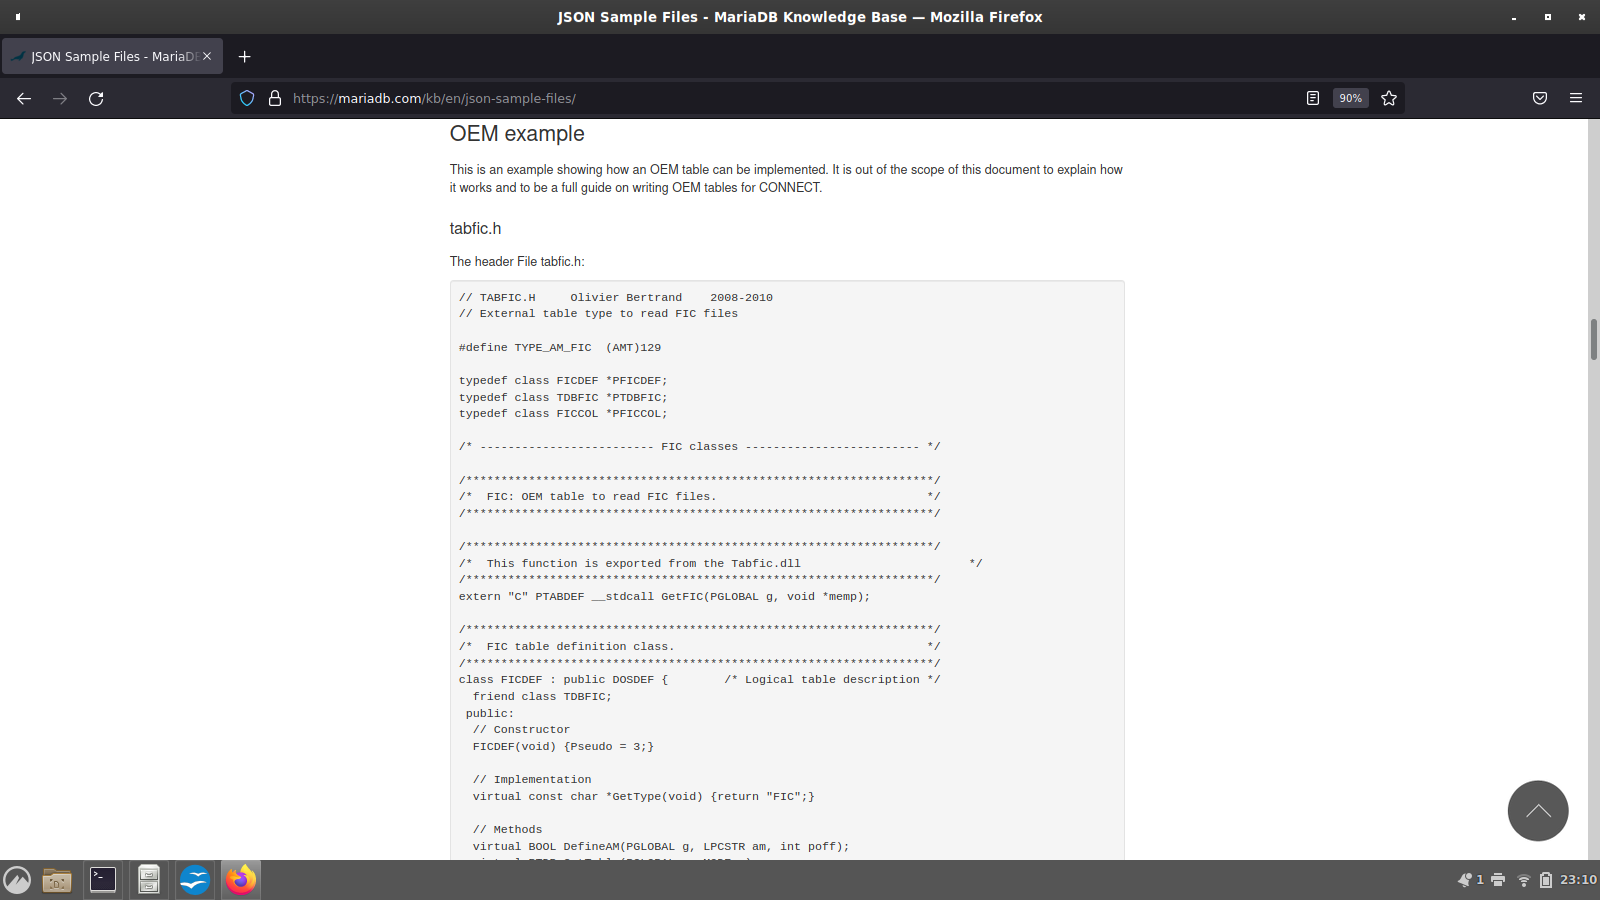 JSON Sample Files - MariaDB Knowledge Base — Mozilla Firefox
JSON Sample Files - MariaDB
https://mariadb.com/kb/en/json-sample-files/
90%
OEM example
This is an example showing how an OEM table can be implemented. It is out of the scope of this document to explain how
it works and to be a full guide on writing OEM tables for CONNECT.
tabfic.h
The header File tabfic.h:
// TABFIC.H     Olivier Bertrand    2008-2010
// External table type to read FIC files
#define TYPE_AM_FIC  (AMT)129
typedef class FICDEF *PFICDEF;
typedef class TDBFIC *PTDBFIC;
typedef class FICCOL *PFICCOL;
/* ------------------------- FIC classes ------------------------- */
/*******************************************************************/
/*  FIC: OEM table to read FIC files.                              */
/*******************************************************************/
/*******************************************************************/
/*  This function is exported from the Tabfic.dll                        */
/*******************************************************************/
extern "C" PTABDEF __stdcall GetFIC(PGLOBAL g, void *memp);
/*******************************************************************/
/*  FIC table definition class.                                    */
/*******************************************************************/
class FICDEF : public DOSDEF {        /* Logical table description */
  friend class TDBFIC;
 public:
  // Constructor
  FICDEF(void) {Pseudo = 3;}
  // Implementation
  virtual const char *GetType(void) {return "FIC";}
  // Methods
  virtual BOOL DefineAM(PGLOBAL g, LPCSTR am, int poff);
1
23:10